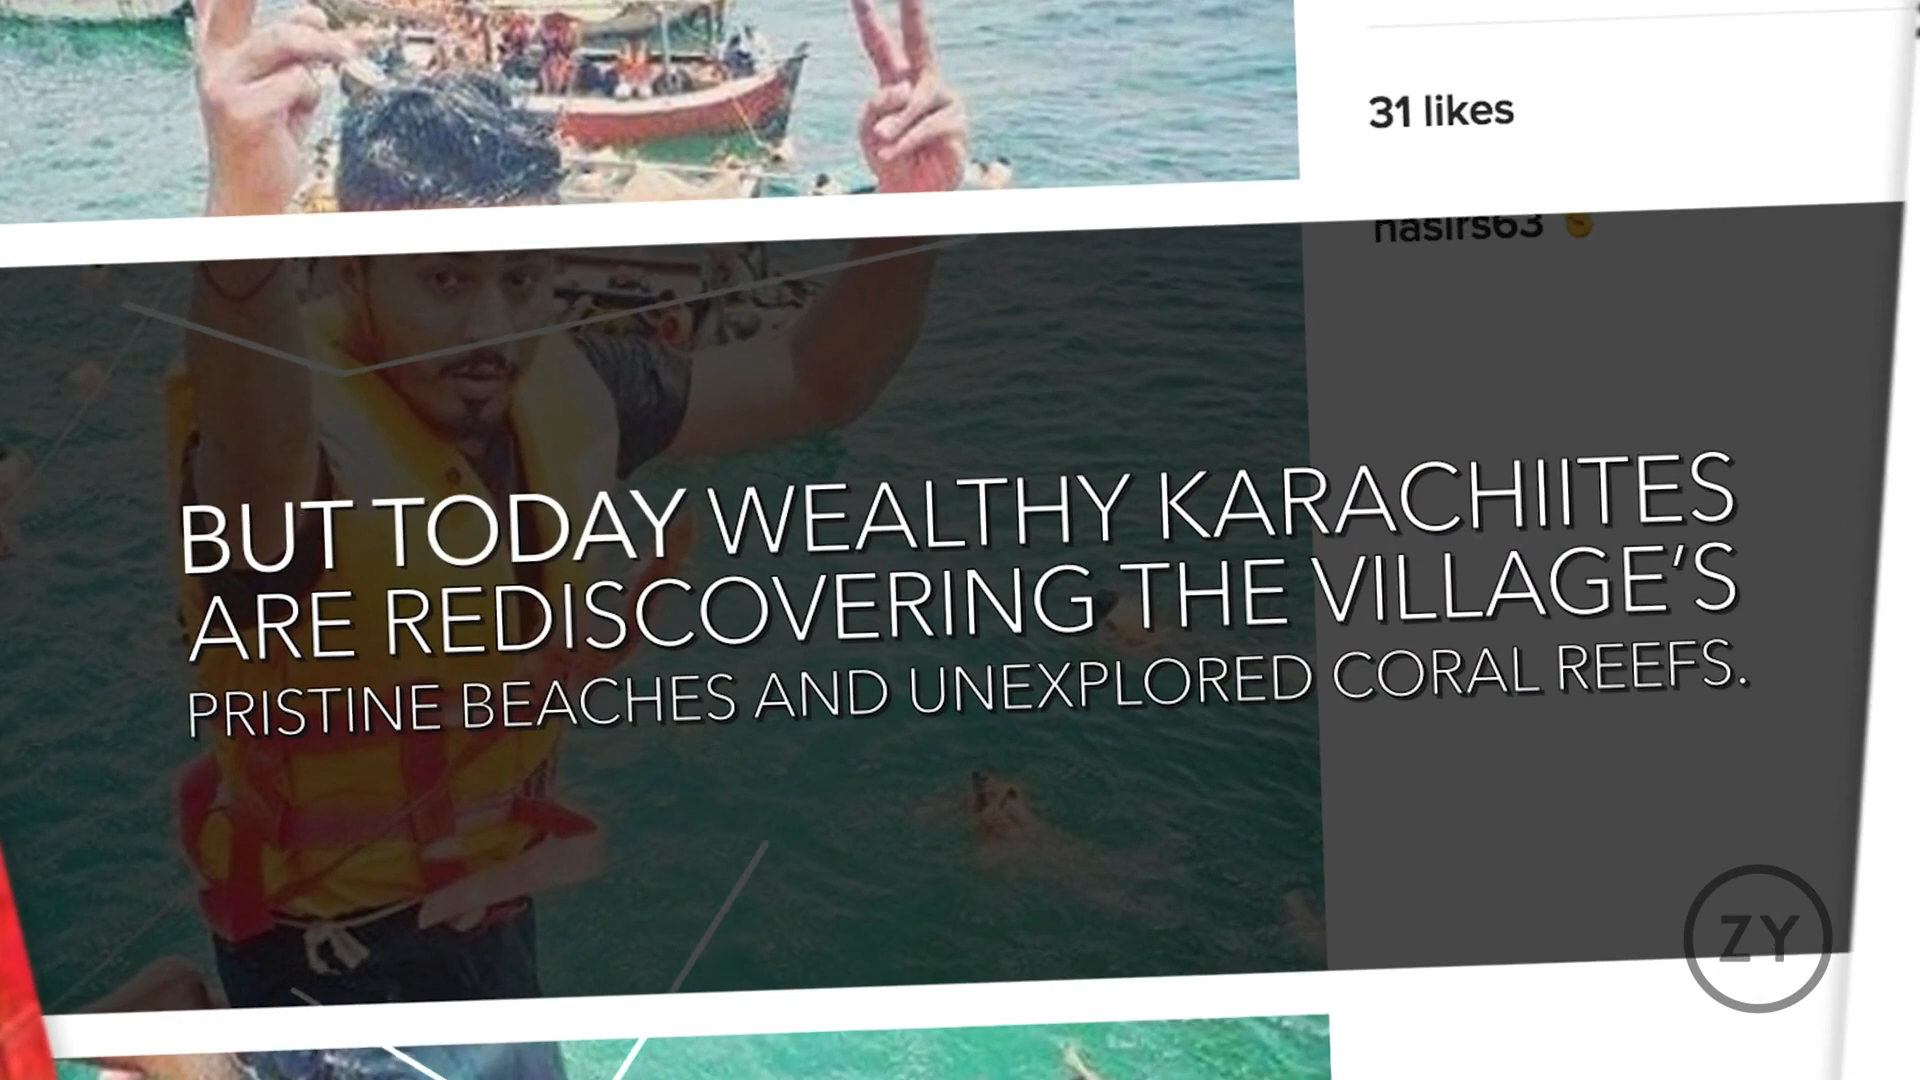 31 likes
nasirs63
BUT TODAY WEALTHY KARACHIITES
ARE REDISCOVERING THE VILLAGE'S
PRISTINE BEACHES AND UNEXPLORED CORAL REEFS.
ZY